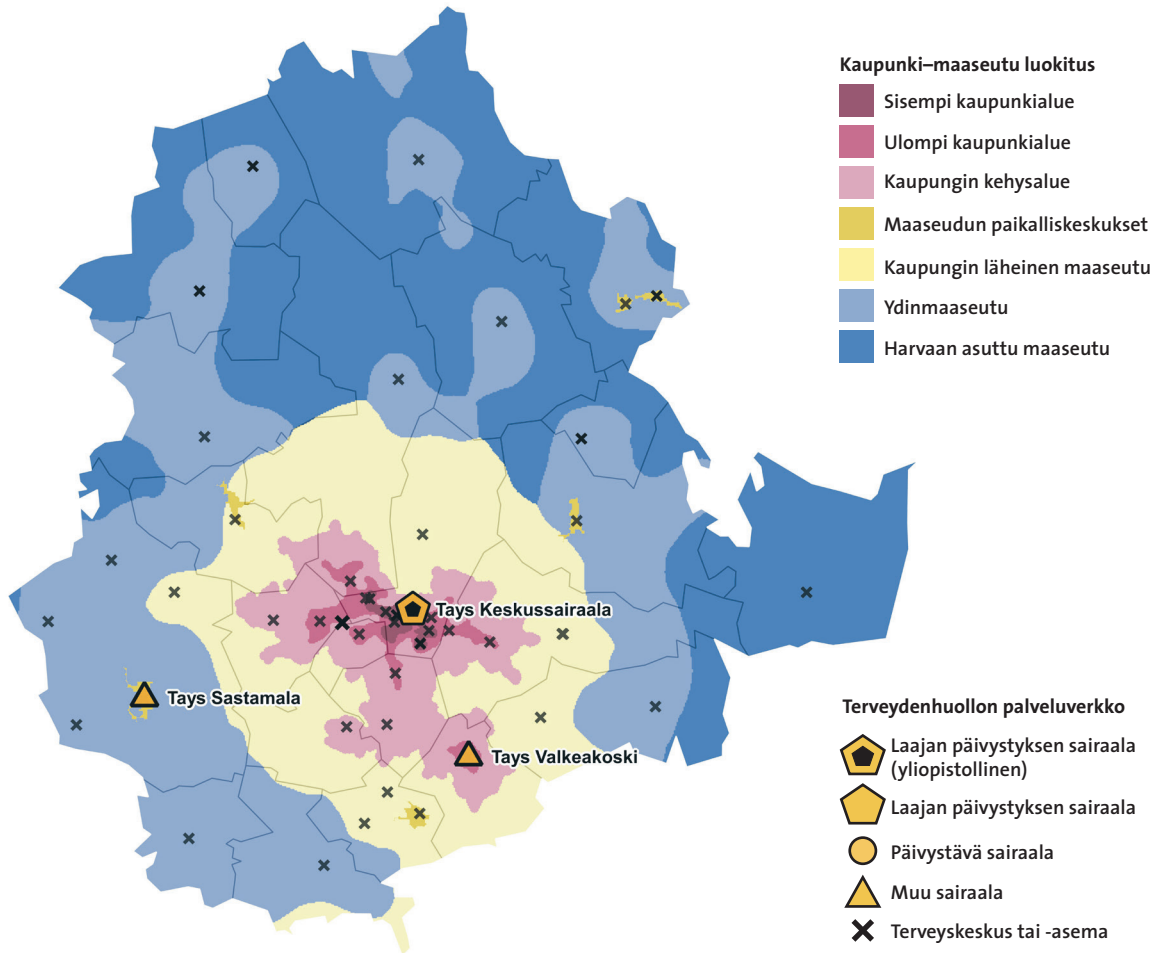 Kaupunki–maaseutu luokitus
Sisempi kaupunkialue
Ulompi kaupunkialue
Kaupungin kehysalue
Maaseudun paikalliskeskukset
Kaupungin läheinen maaseutu
Ydinmaaseutu
Harvaan asuttu maaseutu
Tays Keskussairaala
Tays Sastamala
Tays Valkeakoski
Terveydenhuollon palveluverkko
Laajan päivystyksen sairaala
(yliopistollinen)
Laajan päivystyksen sairaala
Päivystävä sairaala
Muu sairaala
Terveyskeskus tai -asema